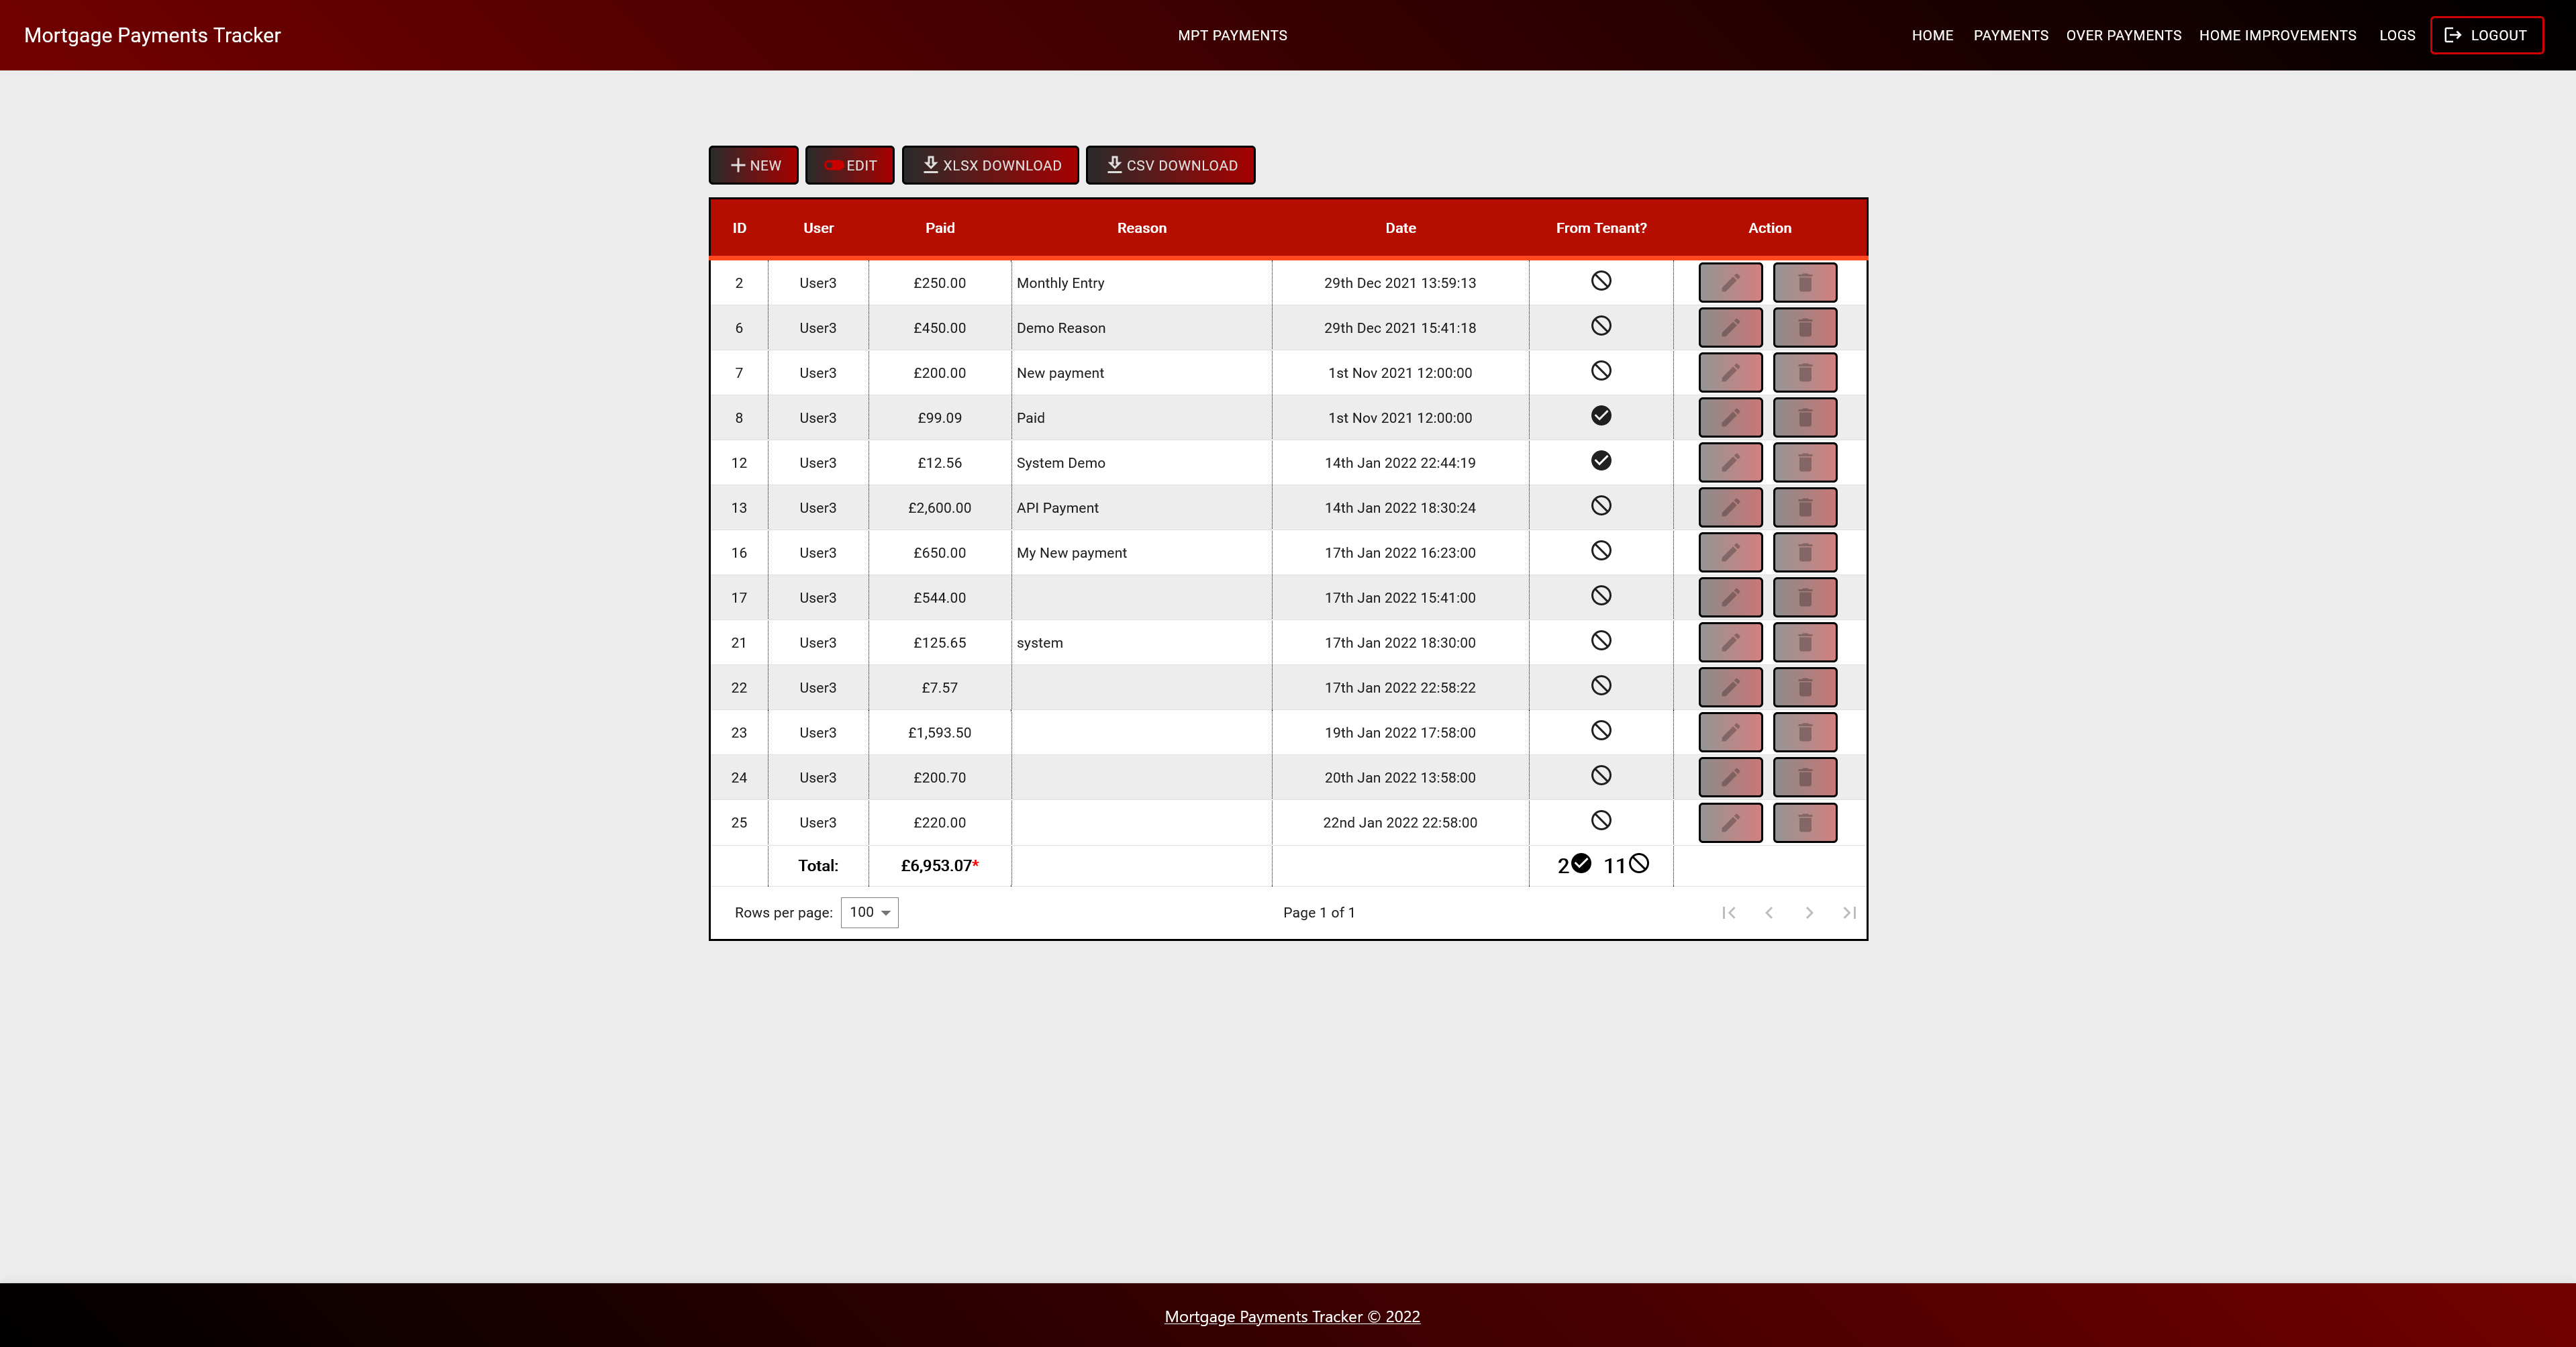 Mortgage Payments Tracker MPT PAYMENTS HOME PAYMENTS OVER PAYMENTS HOME IMPROVEMENTS LOGS LOGOUT
NEW EDIT XLSX DOWNLOAD CSV DOWNLOAD
ID User Paid Reason Date From Tenant? Action
2 User3 £250.00 Monthly Entry 29th Dec 2021 13:59:13
6 User3 £450.00 Demo Reason 29th Dec 2021 15:41:18
7 User3 £200.00 New payment 1st Nov 2021 12:00:00
8 User3 £99.09 Paid 1st Nov 2021 12:00:00
12 User3 £12.56 System Demo 14th Jan 2022 22:44:19
13 User3 £2,600.00 API Payment 14th Jan 2022 18:30:24
16 User3 £650.00 My New payment 17th Jan 2022 16:23:00
17 User3 £544.00 17th Jan 2022 15:41:00
21 User3 £125.65 system 17th Jan 2022 18:30:00
22 User3 £7.57 17th Jan 2022 22:58:22
23 User3 £1,593.50 19th Jan 2022 17:58:00
24 User3 £200.70 20th Jan 2022 13:58:00
25 User3 £220.00 22nd Jan 2022 22:58:00
Total: £6,953.07* 2 11
Rows per page: 100 Page 1 of 1
Mortgage Payments Tracker © 2022